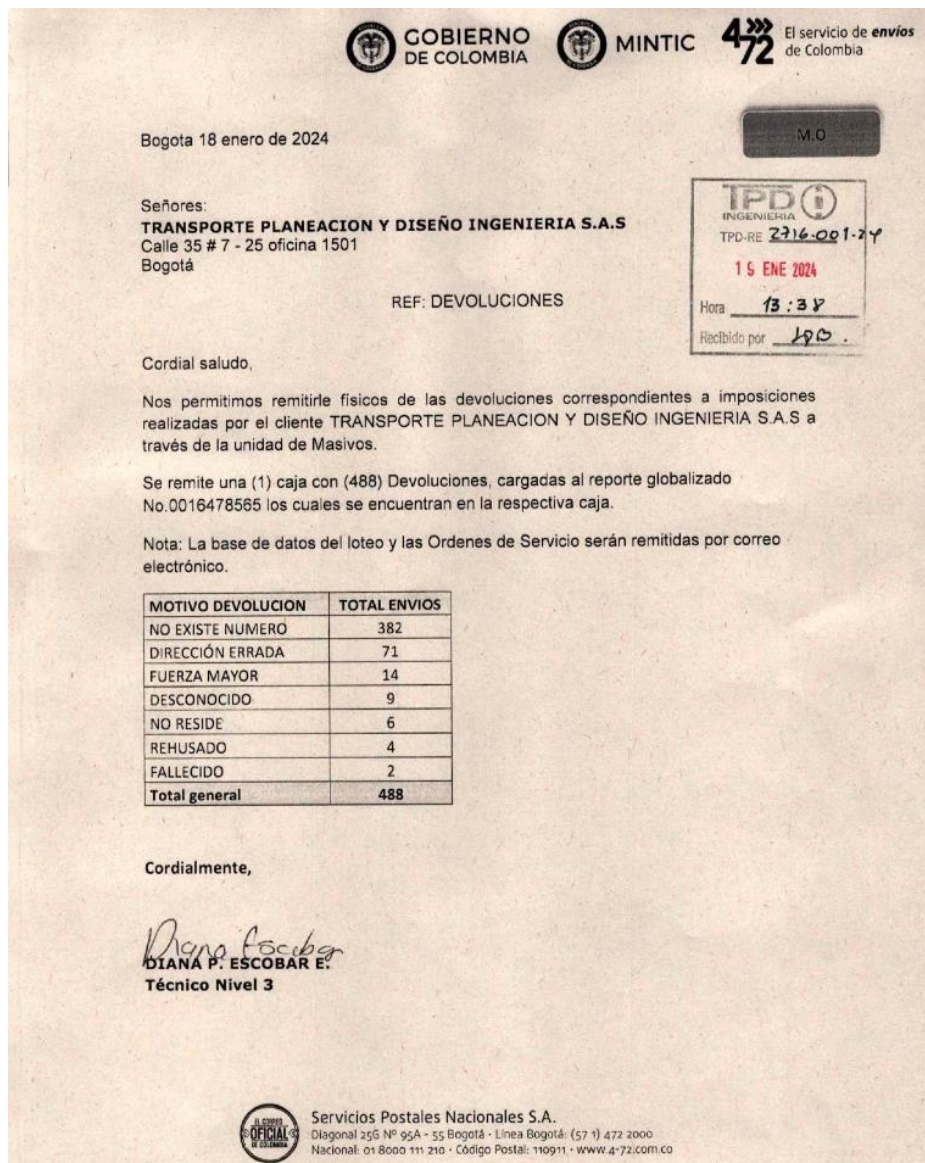 GOBIERNO
DE COLOMBIA
MINTIC
4>>>
72
El servicio de envíos
de Colombia
Bogota 18 enero de 2024
M.O
Señores:
TRANSPORTE PLANEACION Y DISEÑO INGENIERIA S.A.S
Calle 35 # 7 - 25 oficina 1501
Bogotá
TPD
INGENIERIA
TPD-RE 2716-001-24
19 ENE 2024
Hora 13:38
Recibido por
REF: DEVOLUCIONES
Cordial saludo,
Nos permitimos remitirle físicos de las devoluciones correspondientes a imposiciones
realizadas por el cliente TRANSPORTE PLANEACION Y DISEÑO INGENIERIA S.A.S a
través de la unidad de Masivos.
Se remite una (1) caja con (488) Devoluciones, cargadas al reporte globalizado
No.0016478565 los cuales se encuentran en la respectiva caja.
Nota: La base de datos del loteo y las Ordenes de Servicio serán remitidas por correo
electrónico.
MOTIVO DEVOLUCION TOTAL ENVIOS
NO EXISTE NUMERO 382
DIRECCIÓN ERRADA 71
FUERZA MAYOR 14
DESCONOCIDO 9
NO RESIDE 6
REHUSADO 4
FALLECIDO 2
Total general 488
Cordialmente,
Diana Escobar
DIANA P. ESCOBAR E.
Técnico Nivel 3
EL CORREO
OFICIAL
DE COLOMBIA
Servicios Postales Nacionales S.A.
Diagonal 25G Nº 95A - 55 Bogotá - Línea Bogotá: (57 1) 472 2000
Nacional: 01 8000 111 210 · Código Postal: 110911 · www.4-72.com.co